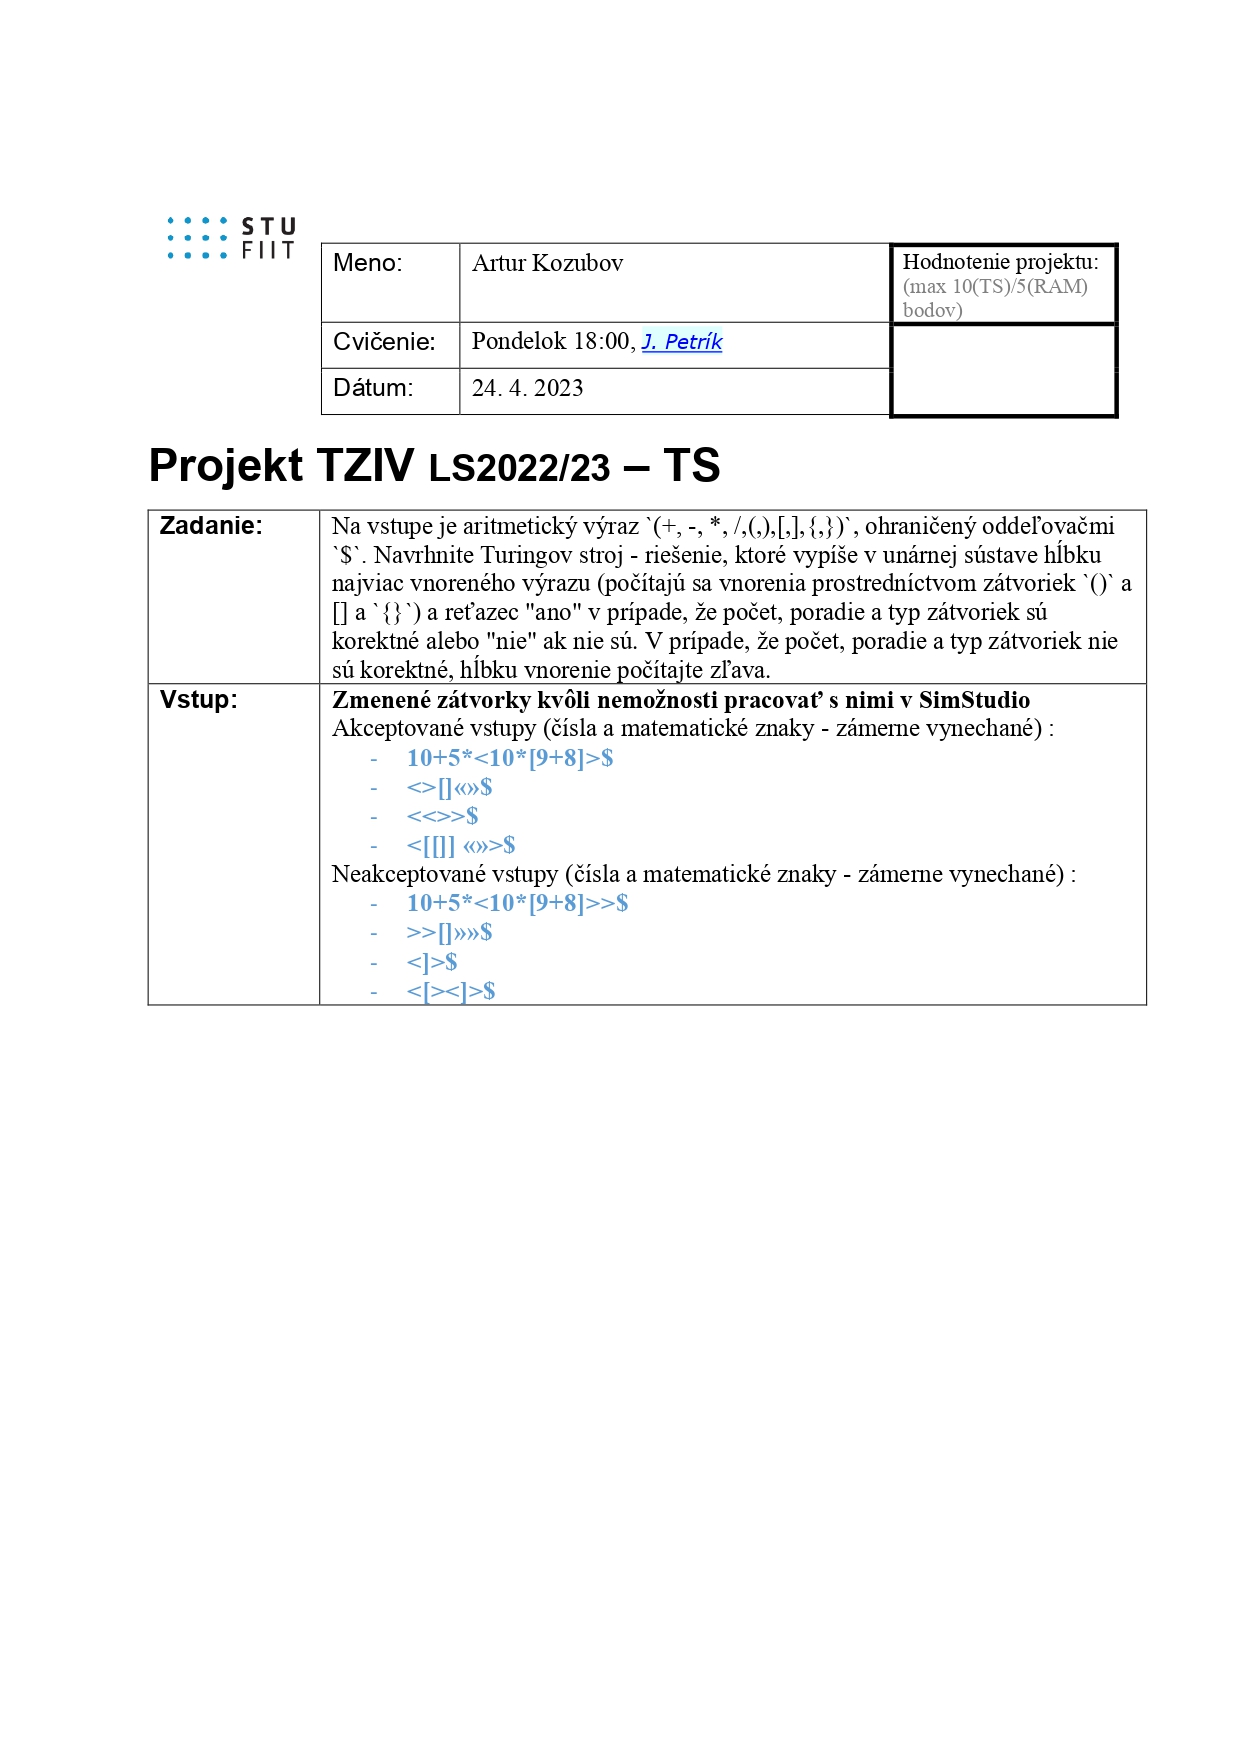 STU
FIIT
Meno:
Artur Kozubov
Hodnotenie projektu:
(max 10(TS)/5(RAM)
bodov)
Cvičenie:
Pondelok 18:00, J. Petrík
Dátum:
24. 4. 2023
Projekt TZIV LS2022/23 – TS
Zadanie:
Na vstupe je aritmetický výraz `(+, -, *, /,(,),[,],{,})`, ohraničený oddeľovačmi
`$`. Navrhnite Turingov stroj - riešenie, ktoré vypíše v unárnej sústave hĺbku
najviac vnoreného výrazu (počítajú sa vnorenia prostredníctvom zátvoriek `()` a
[] a `{}`) a reťazec "ano" v prípade, že počet, poradie a typ zátvoriek sú
korektné alebo "nie" ak nie sú. V prípade, že počet, poradie a typ zátvoriek nie
sú korektné, hĺbku vnorenie počítajte zľava.
Vstup:
Zmenené zátvorky kvôli nemožnosti pracovať s nimi v SimStudio
Akceptované vstupy (čísla a matematické znaky - zámerne vynechané) :
- 10+5*<10*[9+8]>$
- <>[]«»$
- <<>>$
- <[[]] «»>$
Neakceptované vstupy (čísla a matematické znaky - zámerne vynechané) :
- 10+5*<10*[9+8]>>$
- >>[]»»$
- <]>$
- <[><]>$